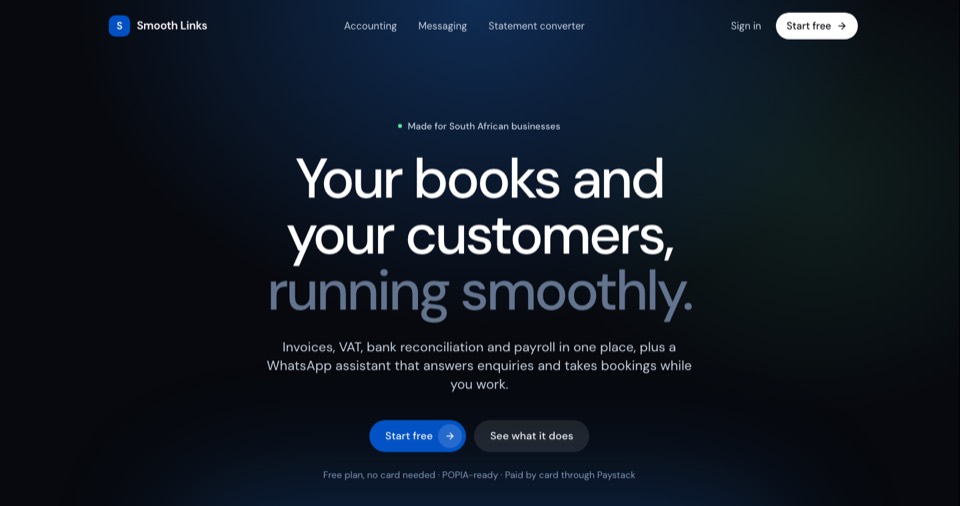 S Smooth Links
Accounting Messaging Statement converter
Sign in Start free →
Made for South African businesses
Your books and
your customers,
running smoothly.
Invoices, VAT, bank reconciliation and payroll in one place, plus a
WhatsApp assistant that answers enquiries and takes bookings while
you work.
Start free → See what it does
Free plan, no card needed · POPIA-ready · Paid by card through Paystack